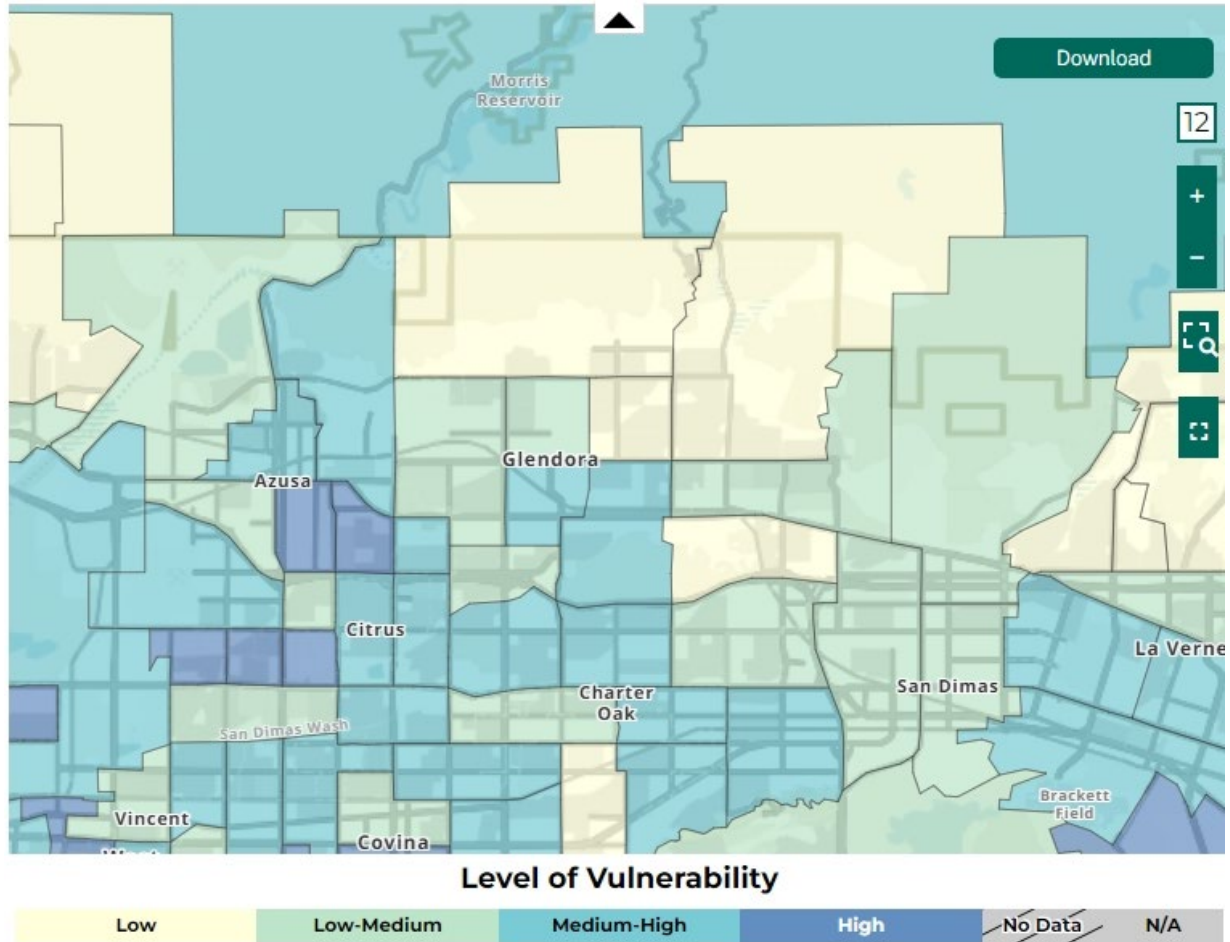 Morris
Reservoir
Download
12
+
−
Glendora
Azusa
Citrus
La Verne
San Dimas
Charter
Oak
San Dimas Wash
Brackett
Field
Vincent
Covina
Level of Vulnerability
Low
Low-Medium
Medium-High
High
No Data
N/A